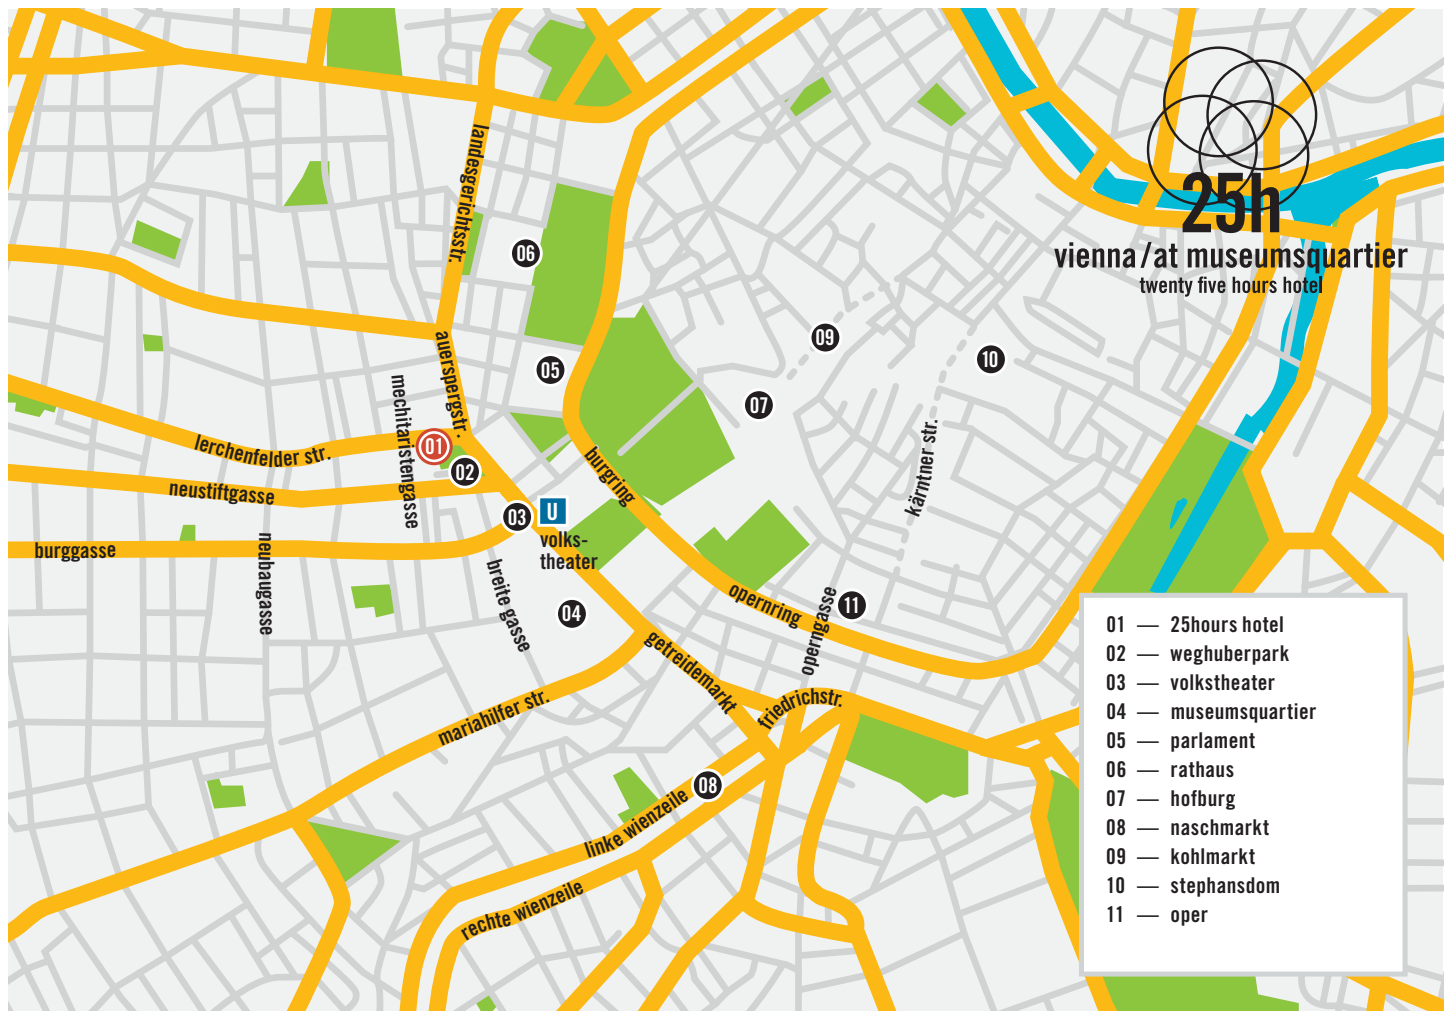 25h
vienna/at museumsquartier
twenty five hours hotel
landesgerichtsstr.
06
09
10
05
auerspergstr.
mechitaristengasse
07
01
lerchenfelder str.
02
burgring
kärntner str.
neustiftgasse
03
U
volks-
theater
burggasse
neubaugasse
breite gasse
04
opernring
operngasse
11
getreidemarkt
mariahilfer str.
friedrichstr.
08
linke wienzeile
rechte wienzeile
01 — 25hours hotel
02 — weghuberpark
03 — volkstheater
04 — museumsquartier
05 — parlament
06 — rathaus
07 — hofburg
08 — naschmarkt
09 — kohlmarkt
10 — stephansdom
11 — oper